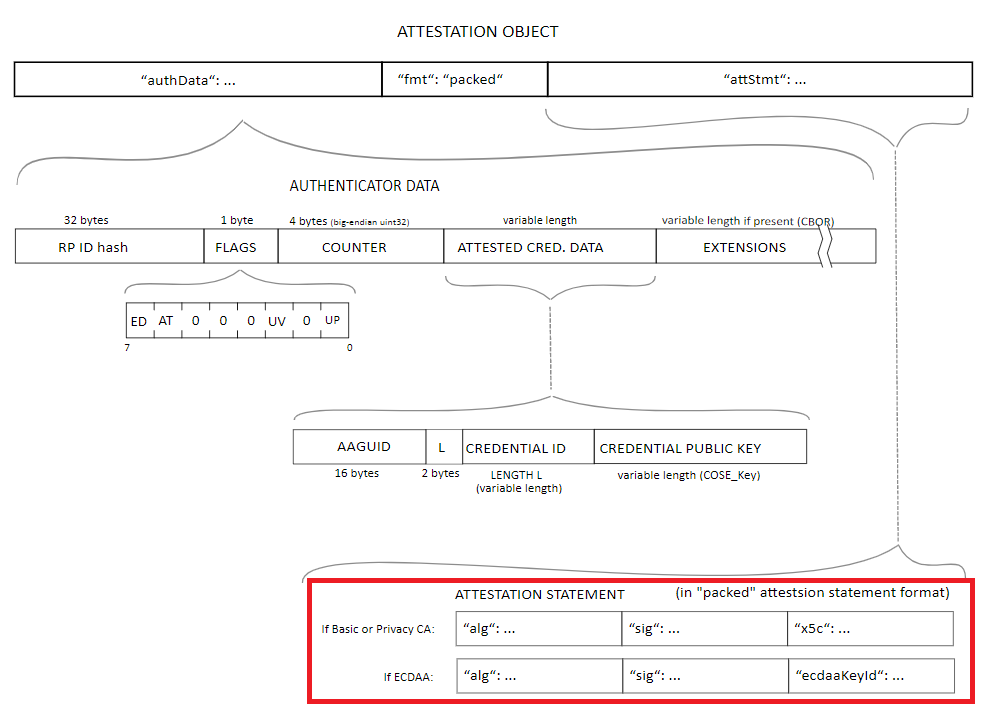 ATTESTATION OBJECT
“authData“: ... “fmt“: “packed“ “attStmt“: ...
AUTHENTICATOR DATA
32 bytes 1 byte 4 bytes (big-endian uint32) variable length variable length if present (CBOR)
RP ID hash FLAGS COUNTER ATTESTED CRED. DATA EXTENSIONS
ED AT 0 0 0 UV 0 UP
7 0
AAGUID L CREDENTIAL ID CREDENTIAL PUBLIC KEY
16 bytes 2 bytes LENGTH L variable length (COSE_Key)
(variable length)
ATTESTATION STATEMENT (in "packed" attestsion statement format)
If Basic or Privacy CA: “alg“: ... “sig“: ... “x5c“: ...
If ECDAA: “alg“: ... “sig“: ... “ecdaaKeyId“: ...